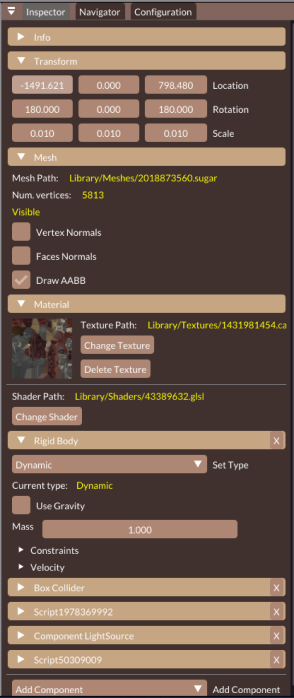 Inspector Navigator Configuration
Info
Transform
-1491.621 0.000 798.480 Location
180.000 0.000 180.000 Rotation
0.010 0.010 0.010 Scale
Mesh
Mesh Path: Library/Meshes/2018873560.sugar
Num. vertices: 5813
Visible
Vertex Normals
Faces Normals
Draw AABB
Material
Texture Path: Library/Textures/1431981454.ca
Change Texture
Delete Texture
Shader Path: Library/Shaders/43389632.glsl
Change Shader
Rigid Body X
Dynamic Set Type
Current type: Dynamic
Use Gravity
Mass 1.000
Constraints
Velocity
Box Collider X
Script1978369992 X
Component LightSource X
Script50309009 X
Add Component Add Component